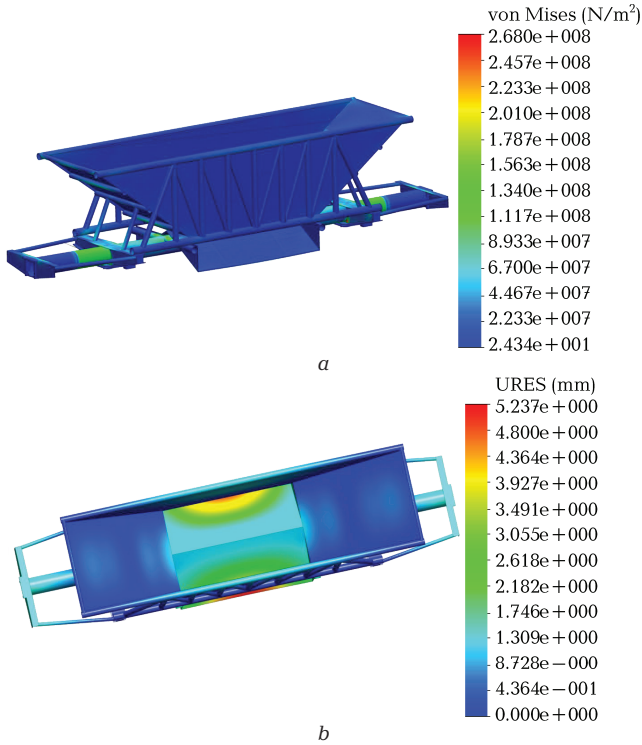 von Mises (N/m²)
2.680e+008
2.457e+008
2.233e+008
2.010e+008
1.787e+008
1.563e+008
1.340e+008
1.117e+008
8.933e+007
6.700e+007
4.467e+007
2.233e+007
2.434e+001
a
URES (mm)
5.237e+000
4.800e+000
4.364e+000
3.927e+000
3.491e+000
3.055e+000
2.618e+000
2.182e+000
1.746e+000
1.309e+000
8.728e−000
4.364e−001
0.000e+000
b